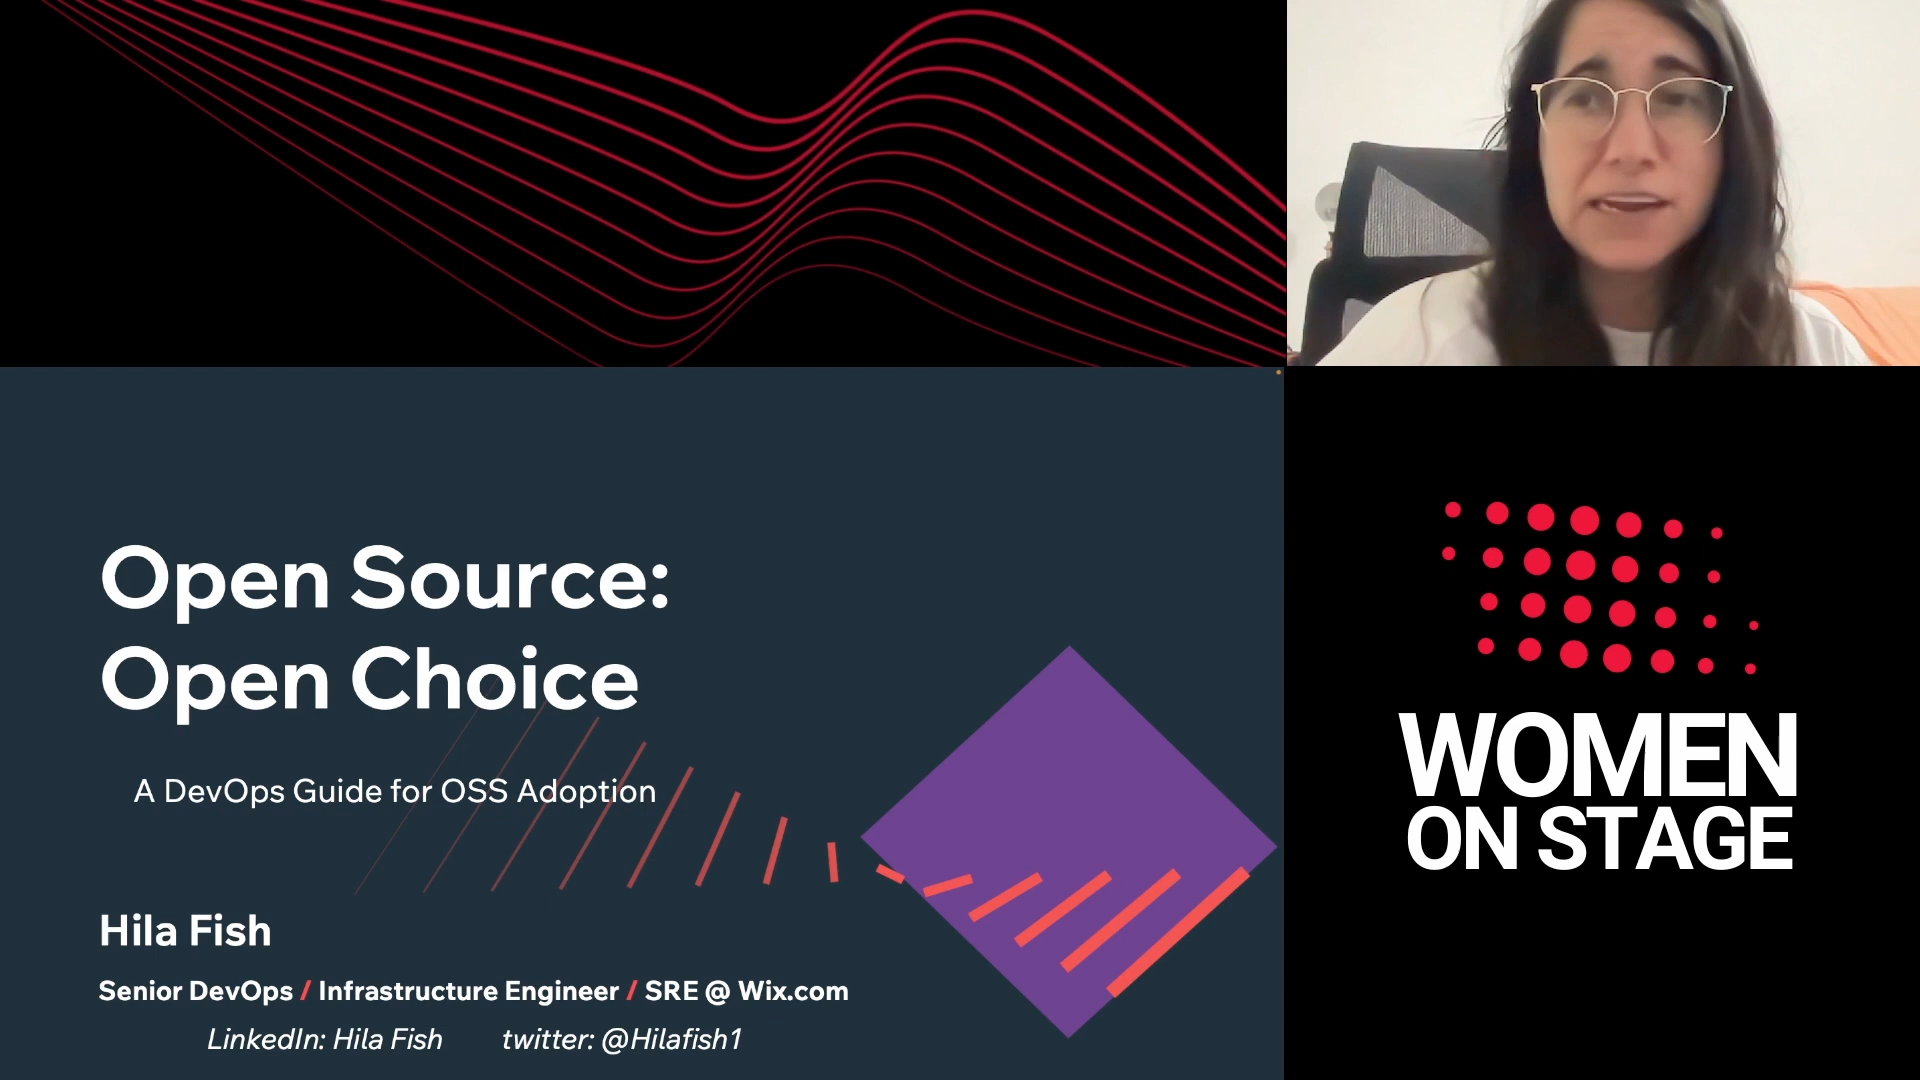 Open Source:
Open Choice
A DevOps Guide for OSS Adoption
Hila Fish
Senior DevOps / Infrastructure Engineer / SRE @ Wix.com
LinkedIn: Hila Fish twitter: @Hilafish1
WOMEN
ON STAGE